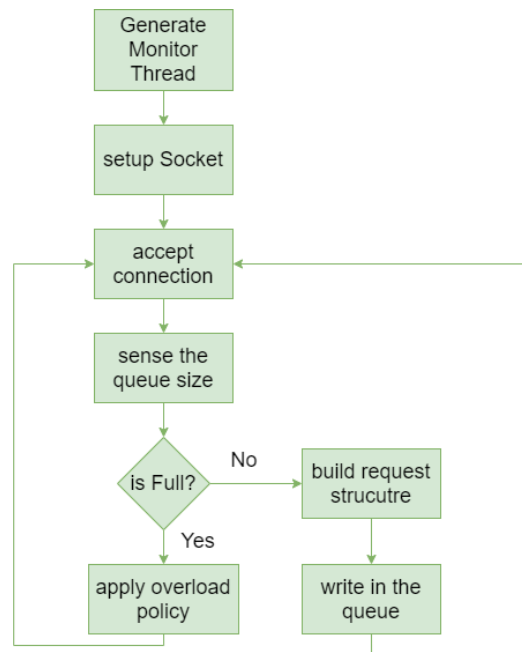 Generate
Monitor
Thread
setup Socket
accept
connection
sense the
queue size
is Full?
No
build request
strucutre
Yes
apply overload
policy
write in the
queue